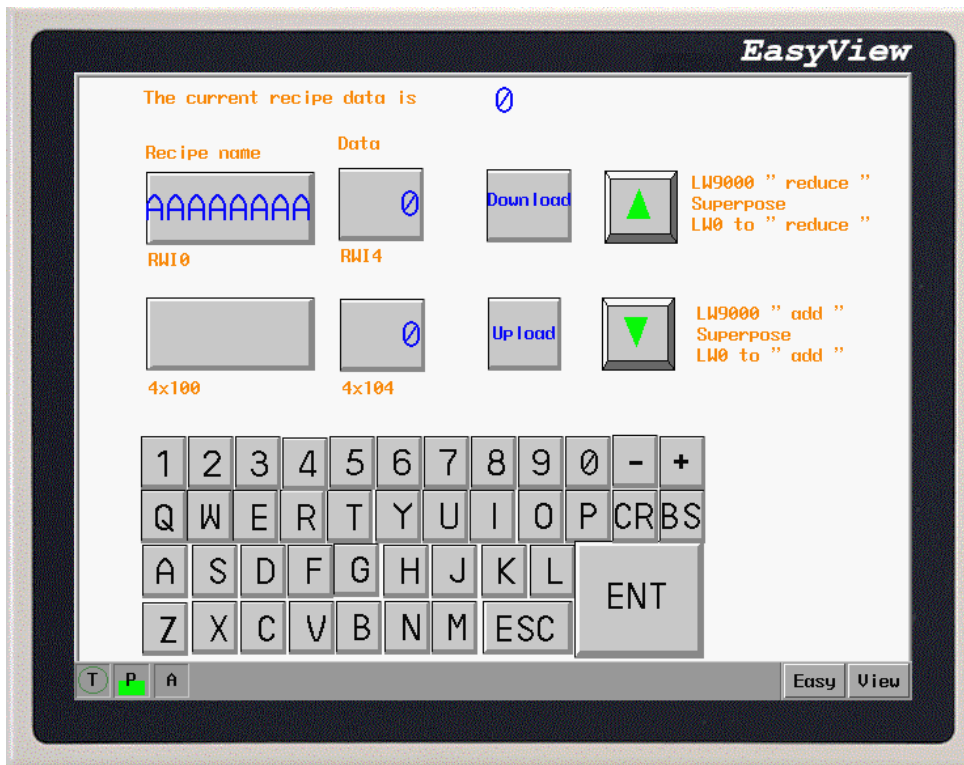 EasyView
The current recipe data is 0
Recipe name Data
AAAAAAAA 0 Download LW9000 " reduce "
Superpose
LW0 to " reduce "
RWI0 RWI4
0 Upload LW9000 " add "
Superpose
LW0 to " add "
4x100 4x104
1 2 3 4 5 6 7 8 9 0 - +
Q W E R T Y U I O P CR BS
A S D F G H J K L
ENT
Z X C V B N M ESC
T P A Easy View